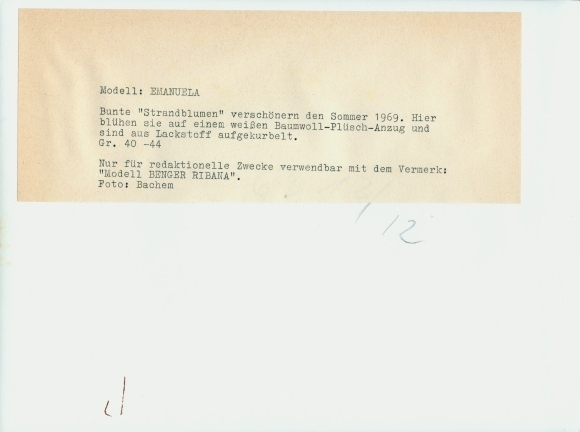 Modell: EMANUELA
Bunte "Strandblumen" verschönern den Sommer 1969. Hier
blühen sie auf einem weißen Baumwoll-Plüsch-Anzug und
sind aus Lackstoff aufgekurbelt.
Gr. 40 -44
Nur für redaktionelle Zwecke verwendbar mit dem Vermerk:
"Modell BENGER RIBANA".
Foto: Bachem
12